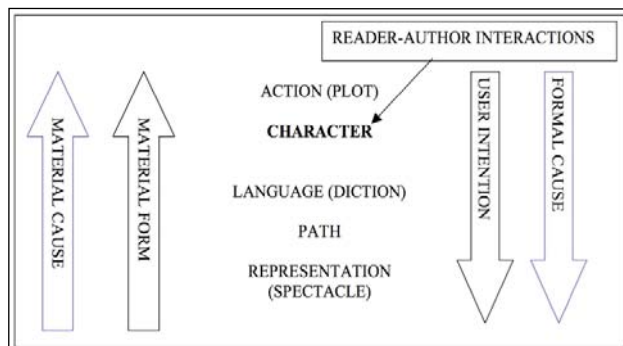 READER-AUTHOR INTERACTIONS
ACTION (PLOT)
CHARACTER
LANGUAGE (DICTION)
PATH
REPRESENTATION
(SPECTACLE)
MATERIAL CAUSE
MATERIAL FORM
USER INTENTION
FORMAL CAUSE